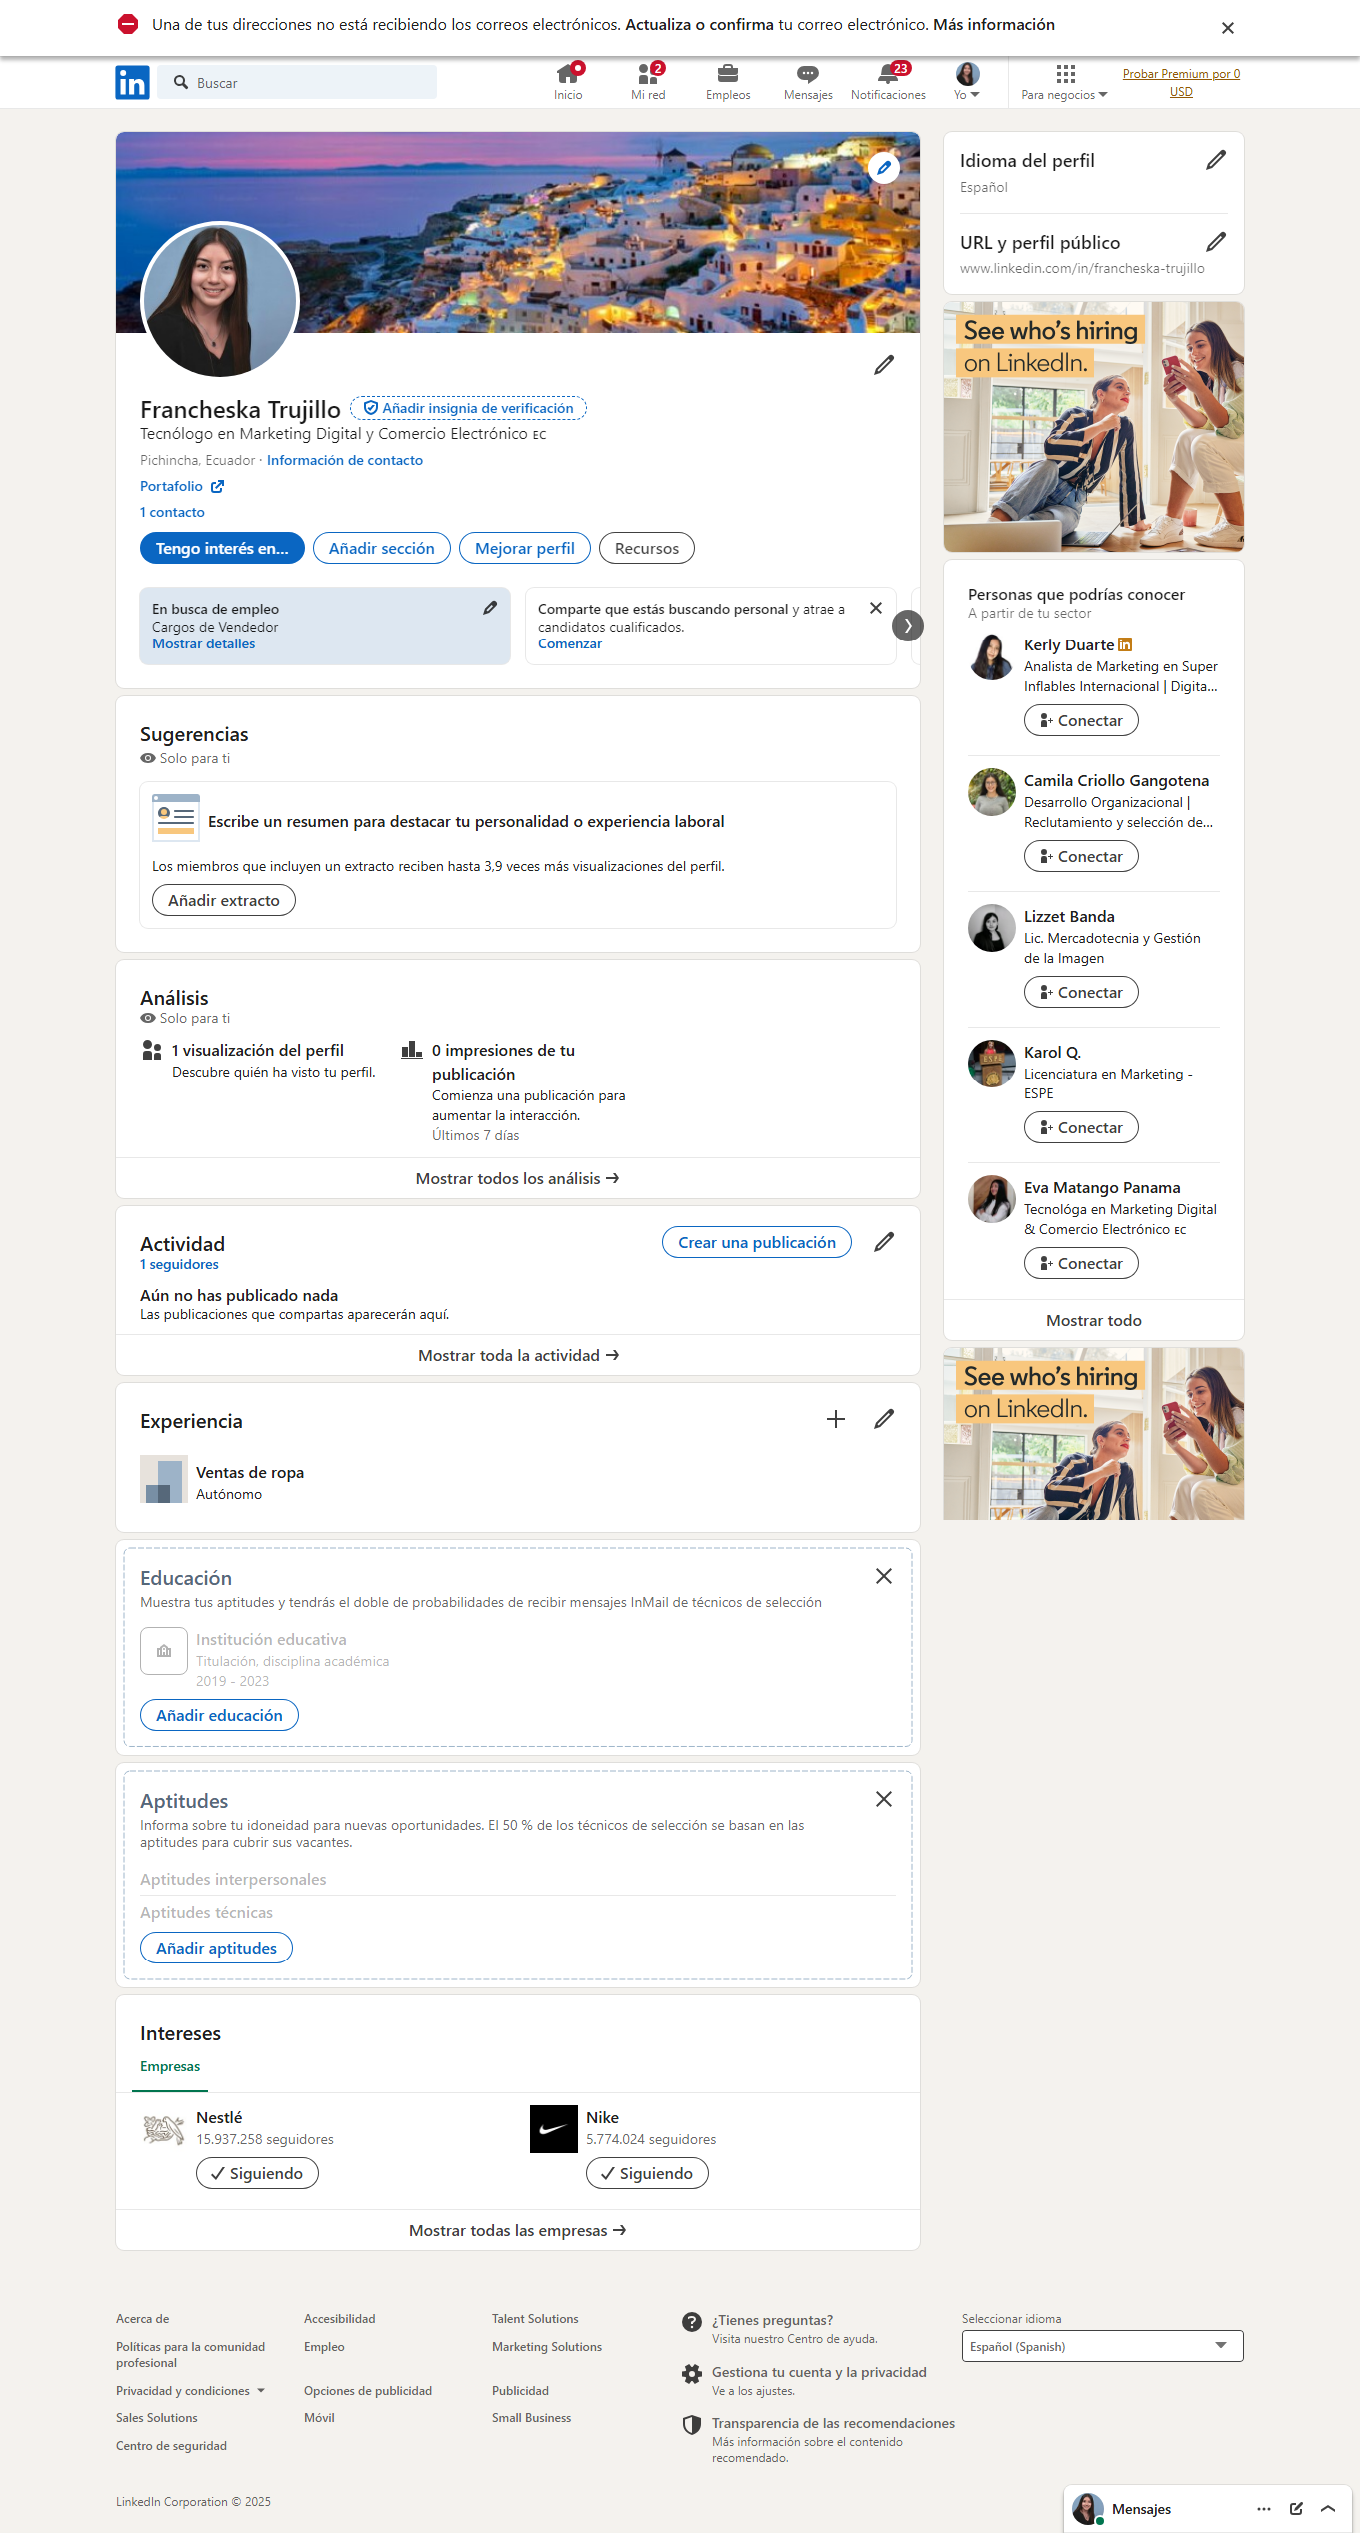 Una de tus direcciones no está recibiendo los correos electrónicos. Actualiza o confirma tu correo electrónico. Más información
in
Buscar
Inicio
2
Mi red
Empleos
Mensajes
23
Notificaciones
Yo
Para negocios
Probar Premium por 0
USD
Francheska Trujillo
Añadir insignia de verificación
Tecnólogo en Marketing Digital y Comercio Electrónico EC
Pichincha, Ecuador · Información de contacto
Portafolio
1 contacto
Tengo interés en...
Añadir sección
Mejorar perfil
Recursos
En busca de empleo
Cargos de Vendedor
Mostrar detalles
Comparte que estás buscando personal y atrae a
candidatos cualificados.
Comenzar
Sugerencias
Solo para ti
Escribe un resumen para destacar tu personalidad o experiencia laboral
Los miembros que incluyen un extracto reciben hasta 3,9 veces más visualizaciones del perfil.
Añadir extracto
Análisis
Solo para ti
1 visualización del perfil
Descubre quién ha visto tu perfil.
0 impresiones de tu
publicación
Comienza una publicación para
aumentar la interacción.
Últimos 7 días
Mostrar todos los análisis
Actividad
1 seguidores
Crear una publicación
Aún no has publicado nada
Las publicaciones que compartas aparecerán aquí.
Mostrar toda la actividad
Experiencia
Ventas de ropa
Autónomo
Educación
Muestra tus aptitudes y tendrás el doble de probabilidades de recibir mensajes InMail de técnicos de selección
Institución educativa
Titulación, disciplina académica
2019 - 2023
Añadir educación
Aptitudes
Informa sobre tu idoneidad para nuevas oportunidades. El 50 % de los técnicos de selección se basan en las
aptitudes para cubrir sus vacantes.
Aptitudes interpersonales
Aptitudes técnicas
Añadir aptitudes
Intereses
Empresas
Nestlé
15.937.258 seguidores
Siguiendo
Nike
5.774.024 seguidores
Siguiendo
Mostrar todas las empresas
Idioma del perfil
Español
URL y perfil público
www.linkedin.com/in/francheska-trujillo
See who's hiring
on LinkedIn.
Personas que podrías conocer
A partir de tu sector
Kerly Duarte in
Analista de Marketing en Super
Inflables Internacional | Digita...
Conectar
Camila Criollo Gangotena
Desarrollo Organizacional |
Reclutamiento y selección de...
Conectar
Lizzet Banda
Lic. Mercadotecnia y Gestión
de la Imagen
Conectar
Karol Q.
Licenciatura en Marketing -
ESPE
Conectar
Eva Matango Panama
Tecnológa en Marketing Digital
& Comercio Electrónico EC
Conectar
Mostrar todo
See who's hiring
on LinkedIn.
Acerca de
Accesibilidad
Talent Solutions
Políticas para la comunidad
profesional
Empleo
Marketing Solutions
Privacidad y condiciones
Opciones de publicidad
Publicidad
Sales Solutions
Móvil
Small Business
Centro de seguridad
¿Tienes preguntas?
Visita nuestro Centro de ayuda.
Gestiona tu cuenta y la privacidad
Ve a los ajustes.
Transparencia de las recomendaciones
Más información sobre el contenido
recomendado.
Seleccionar idioma
Español (Spanish)
LinkedIn Corporation © 2025
Mensajes